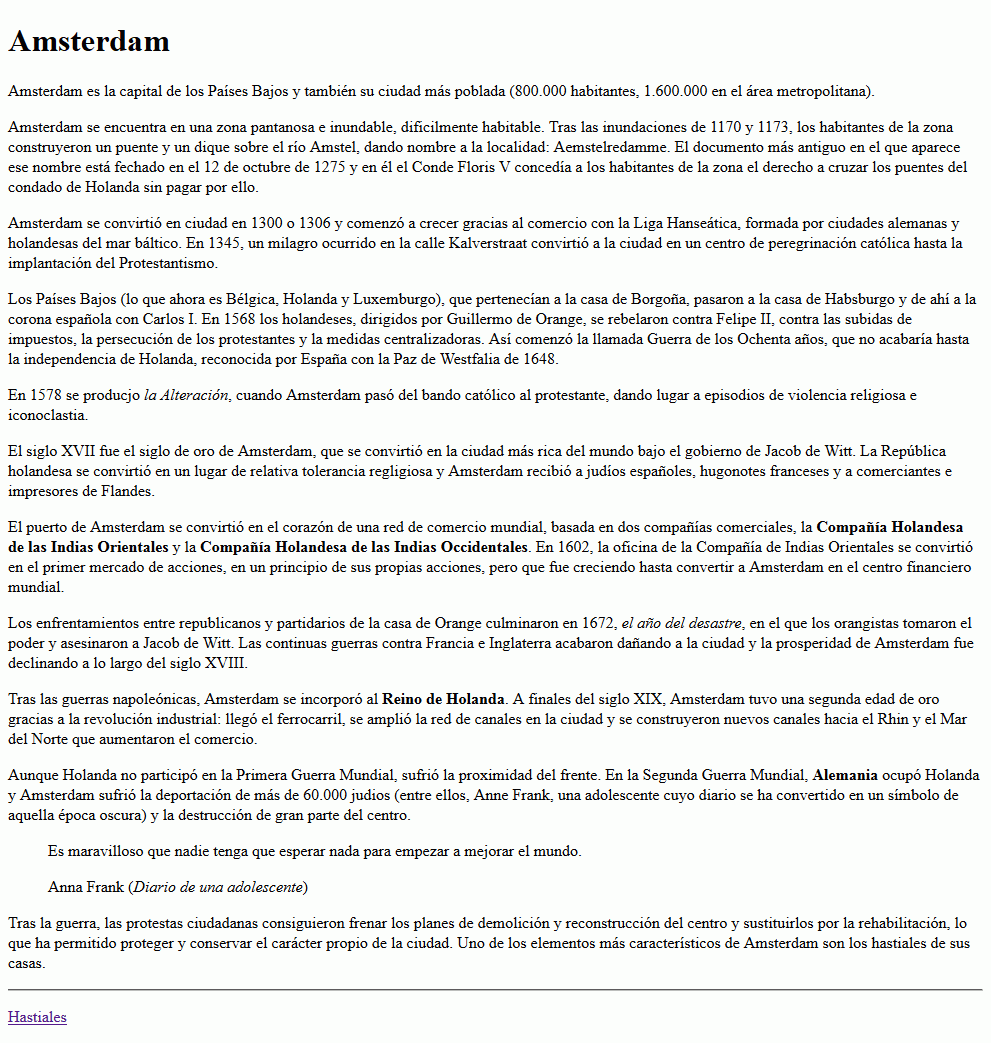 Amsterdam
Amsterdam es la capital de los Países Bajos y también su ciudad más poblada (800.000 habitantes, 1.600.000 en el área metropolitana).
Amsterdam se encuentra en una zona pantanosa e inundable, dificilmente habitable. Tras las inundaciones de 1170 y 1173, los habitantes de la zona
construyeron un puente y un dique sobre el río Amstel, dando nombre a la localidad: Aemstelredamme. El documento más antiguo en el que aparece
ese nombre está fechado en el 12 de octubre de 1275 y en él el Conde Floris V concedía a los habitantes de la zona el derecho a cruzar los puentes del
condado de Holanda sin pagar por ello.
Amsterdam se convirtió en ciudad en 1300 o 1306 y comenzó a crecer gracias al comercio con la Liga Hanseática, formada por ciudades alemanas y
holandesas del mar báltico. En 1345, un milagro ocurrido en la calle Kalverstraat convirtió a la ciudad en un centro de peregrinación católica hasta la
implantación del Protestantismo.
Los Países Bajos (lo que ahora es Bélgica, Holanda y Luxemburgo), que pertenecían a la casa de Borgoña, pasaron a la casa de Habsburgo y de ahí a la
corona española con Carlos I. En 1568 los holandeses, dirigidos por Guillermo de Orange, se rebelaron contra Felipe II, contra las subidas de
impuestos, la persecución de los protestantes y la medidas centralizadoras. Así comenzó la llamada Guerra de los Ochenta años, que no acabaría hasta
la independencia de Holanda, reconocida por España con la Paz de Westfalia de 1648.
En 1578 se producjo la Alteración, cuando Amsterdam pasó del bando católico al protestante, dando lugar a episodios de violencia religiosa e
iconoclastia.
El siglo XVII fue el siglo de oro de Amsterdam, que se convirtió en la ciudad más rica del mundo bajo el gobierno de Jacob de Witt. La República
holandesa se convirtió en un lugar de relativa tolerancia regligiosa y Amsterdam recibió a judíos españoles, hugonotes franceses y a comerciantes e
impresores de Flandes.
El puerto de Amsterdam se convirtió en el corazón de una red de comercio mundial, basada en dos compañías comerciales, la Compañía Holandesa
de las Indias Orientales y la Compañía Holandesa de las Indias Occidentales. En 1602, la oficina de la Compañía de Indias Orientales se convirtió
en el primer mercado de acciones, en un principio de sus propias acciones, pero que fue creciendo hasta convertir a Amsterdam en el centro financiero
mundial.
Los enfrentamientos entre republicanos y partidarios de la casa de Orange culminaron en 1672, el año del desastre, en el que los orangistas tomaron el
poder y asesinaron a Jacob de Witt. Las continuas guerras contra Francia e Inglaterra acabaron dañando a la ciudad y la prosperidad de Amsterdam fue
declinando a lo largo del siglo XVIII.
Tras las guerras napoleónicas, Amsterdam se incorporó al Reino de Holanda. A finales del siglo XIX, Amsterdam tuvo una segunda edad de oro
gracias a la revolución industrial: llegó el ferrocarril, se amplió la red de canales en la ciudad y se construyeron nuevos canales hacia el Rhin y el Mar
del Norte que aumentaron el comercio.
Aunque Holanda no participó en la Primera Guerra Mundial, sufrió la proximidad del frente. En la Segunda Guerra Mundial, Alemania ocupó Holanda
y Amsterdam sufrió la deportación de más de 60.000 judios (entre ellos, Anne Frank, una adolescente cuyo diario se ha convertido en un símbolo de
aquella época oscura) y la destrucción de gran parte del centro.
Es maravilloso que nadie tenga que esperar nada para empezar a mejorar el mundo.
Anna Frank (Diario de una adolescente)
Tras la guerra, las protestas ciudadanas consiguieron frenar los planes de demolición y reconstrucción del centro y sustituirlos por la rehabilitación, lo
que ha permitido proteger y conservar el carácter propio de la ciudad. Uno de los elementos más característicos de Amsterdam son los hastiales de sus
casas.
Hastiales